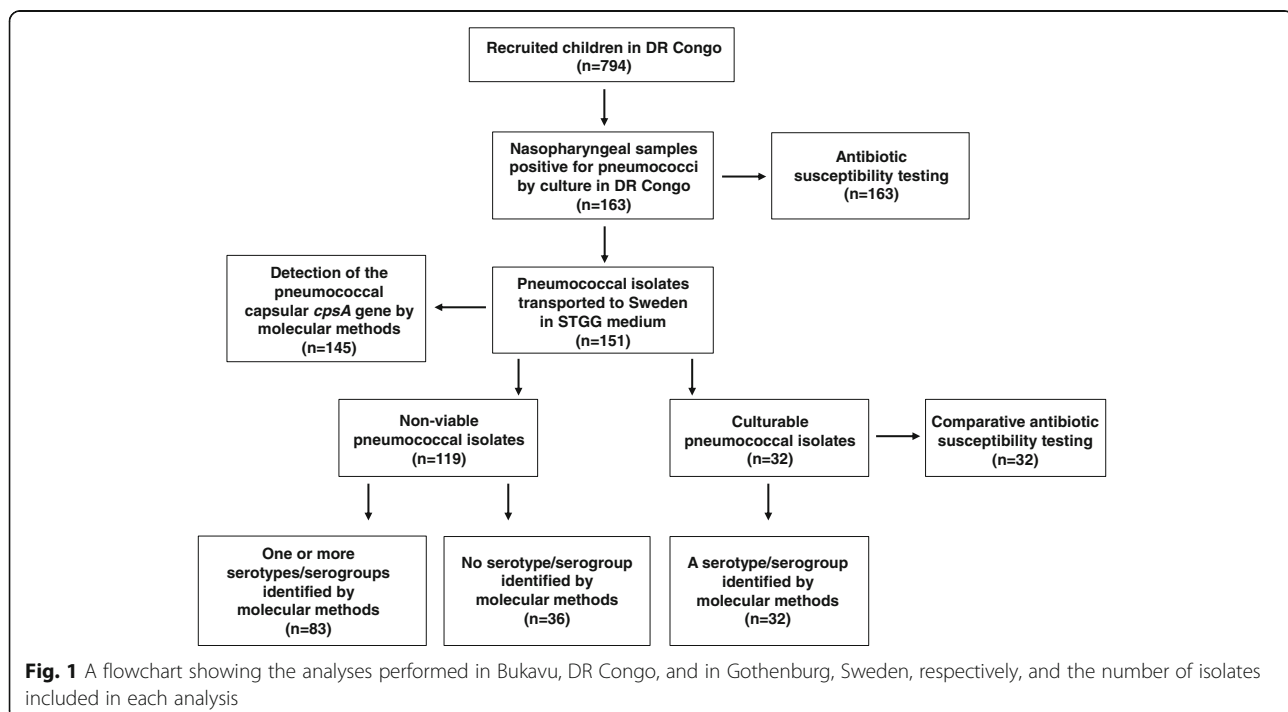 Recruited children in DR Congo
(n=794)
Nasopharyngeal samples
positive for pneumococci
by culture in DR Congo
(n=163)
Antibiotic
susceptibility testing
(n=163)
Detection of the
pneumococcal
capsular cpsA gene by
molecular methods
(n=145)
Pneumococcal isolates
transported to Sweden
in STGG medium
(n=151)
Non-viable
pneumococcal isolates
(n=119)
Culturable
pneumococcal isolates
(n=32)
Comparative antibiotic
susceptibility testing
(n=32)
One or more
serotypes/serogroups
identified by
molecular methods
(n=83)
No serotype/serogroup
identified by
molecular methods
(n=36)
A serotype/serogroup
identified by
molecular methods
(n=32)
Fig. 1 A flowchart showing the analyses performed in Bukavu, DR Congo, and in Gothenburg, Sweden, respectively, and the number of isolates
included in each analysis